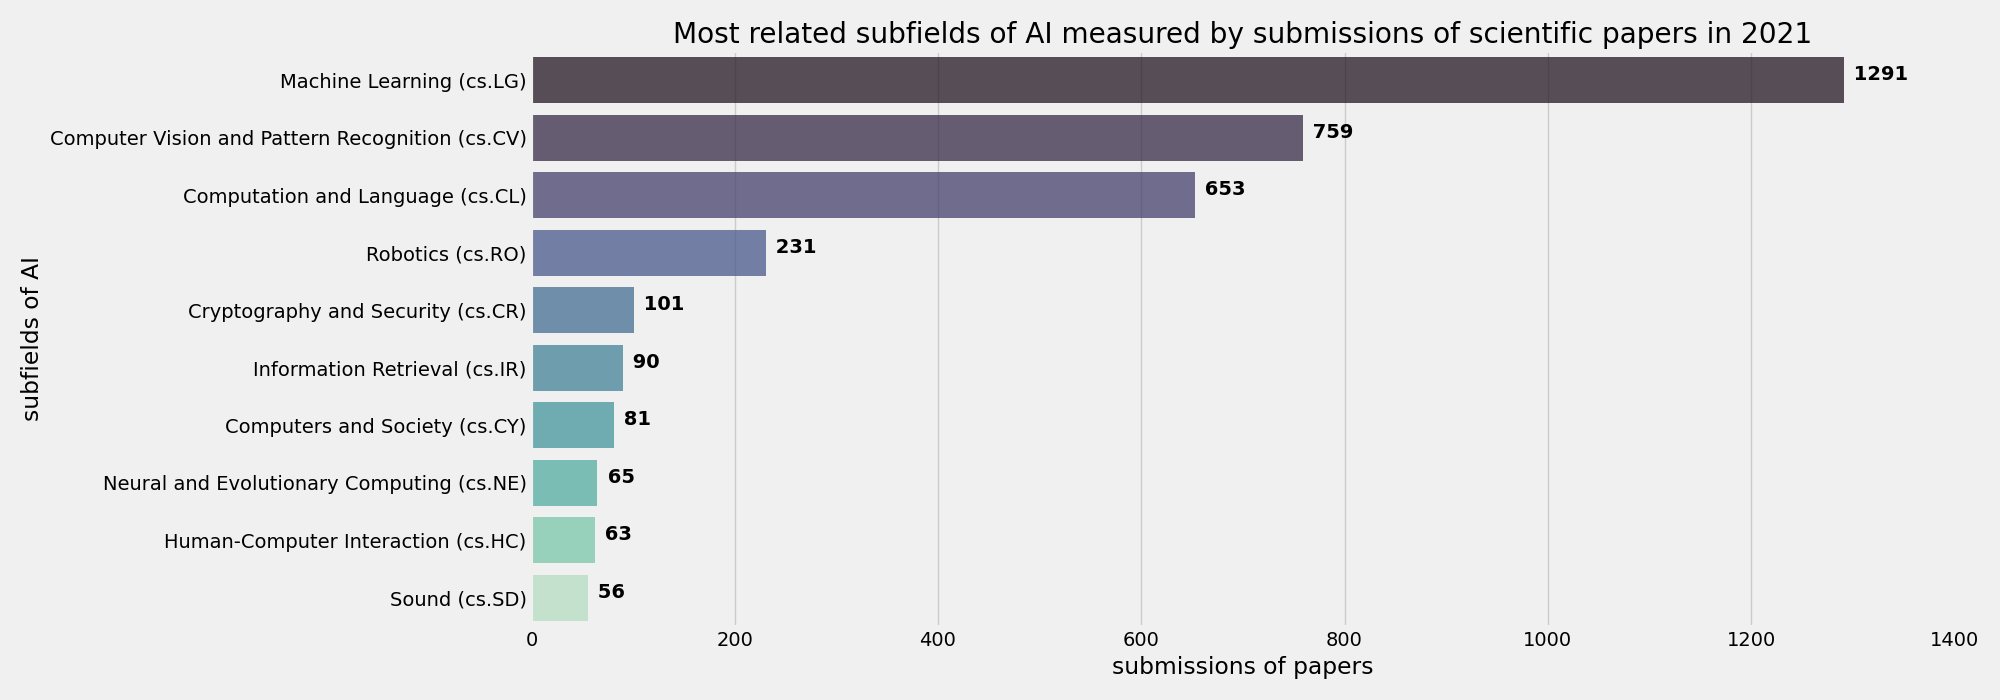 Most related subfields of AI measured by submissions of scientific papers in 2021
Machine Learning (cs.LG) 1291
Computer Vision and Pattern Recognition (cs.CV) 759
Computation and Language (cs.CL) 653
Robotics (cs.RO) 231
Cryptography and Security (cs.CR) 101
Information Retrieval (cs.IR) 90
Computers and Society (cs.CY) 81
Neural and Evolutionary Computing (cs.NE) 65
Human-Computer Interaction (cs.HC) 63
Sound (cs.SD) 56
subfields of AI
0 200 400 600 800 1000 1200 1400
submissions of papers